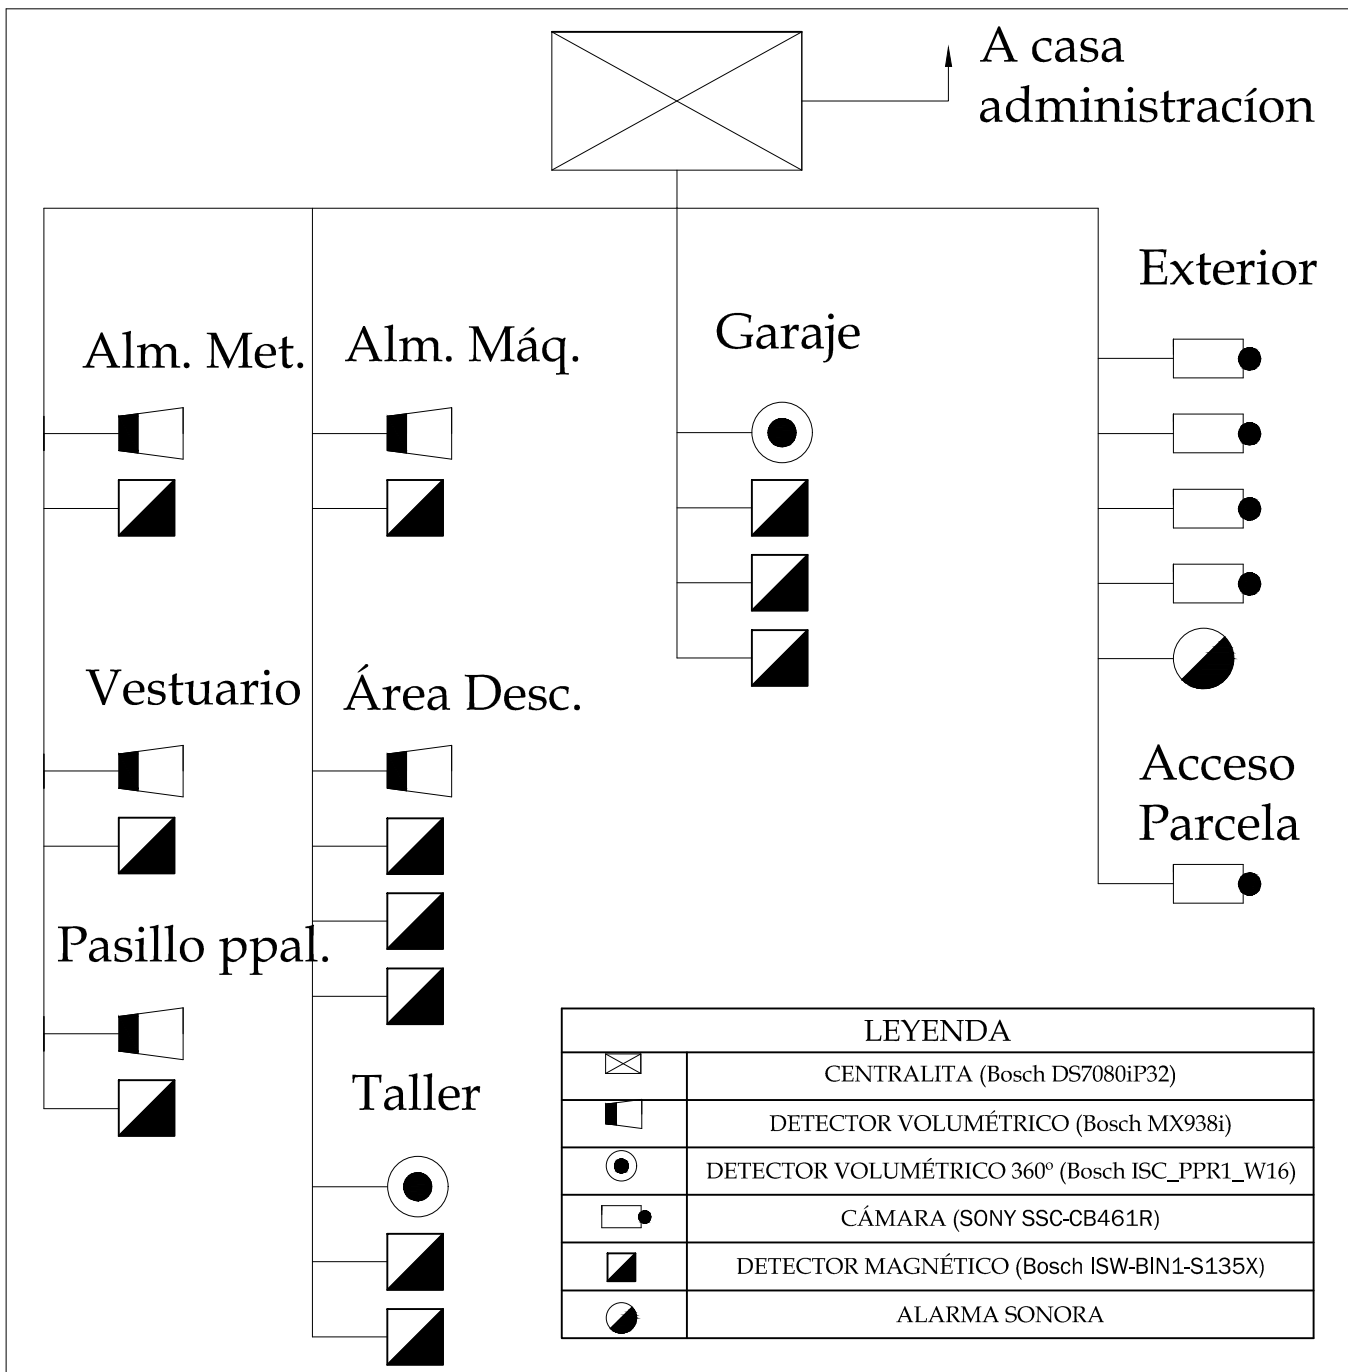 A casa
administracíon
Exterior
Garaje
Alm. Met.
Alm. Máq.
Vestuario
Área Desc.
Acceso
Parcela
Pasillo ppal.
Taller
LEYENDA
CENTRALITA (Bosch DS7080iP32)
DETECTOR VOLUMÉTRICO (Bosch MX938i)
DETECTOR VOLUMÉTRICO 360º (Bosch ISC_PPR1_W16)
CÁMARA (SONY SSC-CB461R)
DETECTOR MAGNÉTICO (Bosch ISW-BIN1-S135X)
ALARMA SONORA